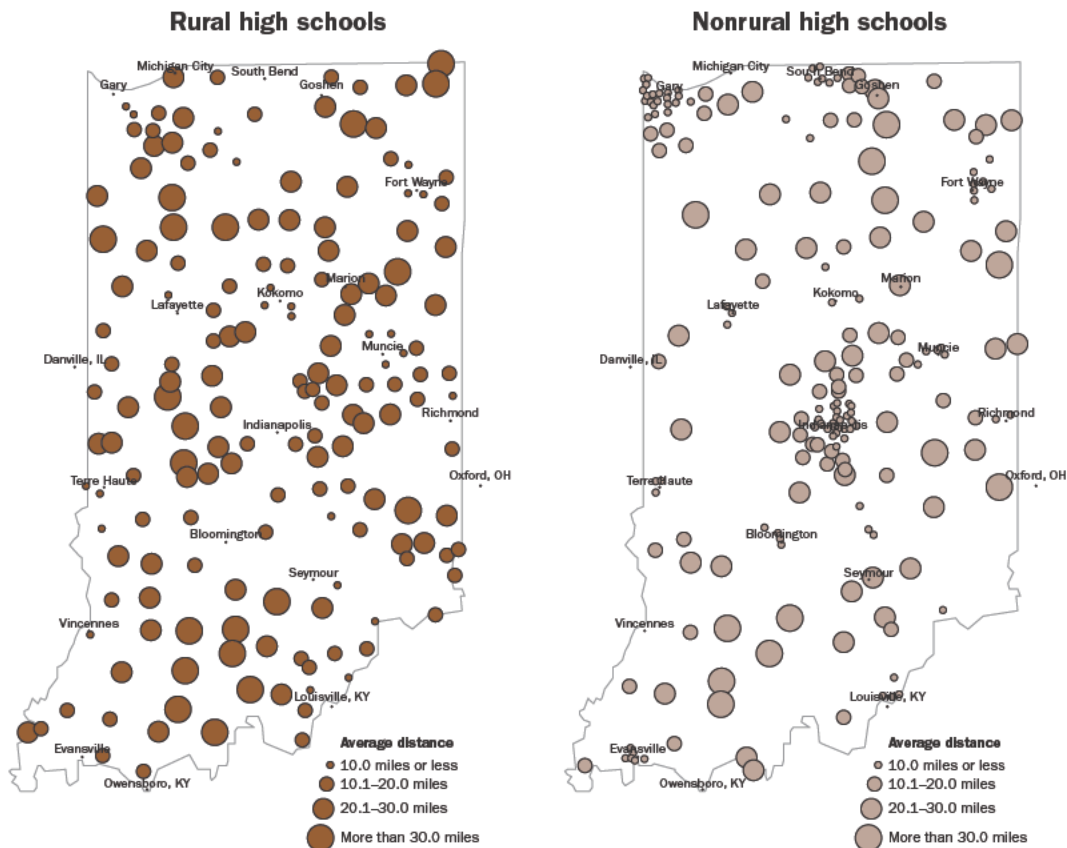 Rural high schools
Michigan City
South Bend
Gary
Goshen
Fort Wayne
Marion
Kokomo
Lafayette
Muncie
Danville, IL
Richmond
Indianapolis
Oxford, OH
Terre Haute
Bloomington
Seymour
Vincennes
Louisville, KY
Evansville
Owensboro, KY
Average distance
10.0 miles or less
10.1–20.0 miles
20.1–30.0 miles
More than 30.0 miles
Nonrural high schools
Michigan City
South Bend
Gary
Goshen
Fort Wayne
Marion
Kokomo
Lafayette
Muncie
Danville, IL
Richmond
Indianapolis
Oxford, OH
Terre Haute
Bloomington
Seymour
Vincennes
Louisville, KY
Evansville
Owensboro, KY
Average distance
10.0 miles or less
10.1–20.0 miles
20.1–30.0 miles
More than 30.0 miles